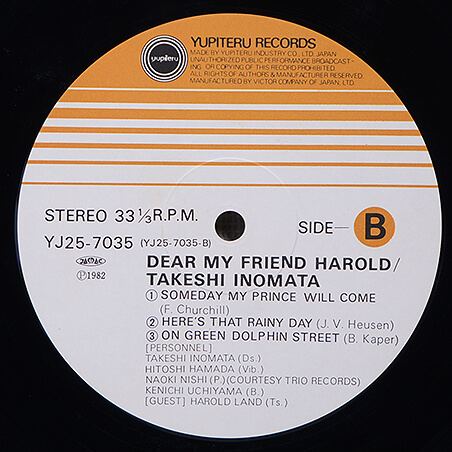 yupiteru
YUPITERU RECORDS
MADE BY YUPITERU INDUSTRY CO., LTD. JAPAN
UNAUTHORIZED PUBLIC PERFORMANCE BROADCAST-
ING. OR COPYING OF THIS RECORD PROHIBITED.
ALL RIGHTS OF AUTHORS & MANUFACTURER RESERVED.
MANUFACTURED BY VICTOR COMPANY OF JAPAN, LTD.
STEREO 33 1/3 R.P.M.
SIDE—B
YJ25-7035 (YJ25-7035-B)
℗1982
DEAR MY FRIEND HAROLD/
TAKESHI INOMATA
① SOMEDAY MY PRINCE WILL COME
(F. Churchill)
② HERE'S THAT RAINY DAY (J. V. Heusen)
③ ON GREEN DOLPHIN STREET (B. Kaper)
[PERSONNEL]
TAKESHI INOMATA (Ds.)
HITOSHI HAMADA (Vib.)
NAOKI NISHI (P.)(COURTESY TRIO RECORDS)
KENICHI UCHIYAMA (B.)
[GUEST] HAROLD LAND (Ts.)